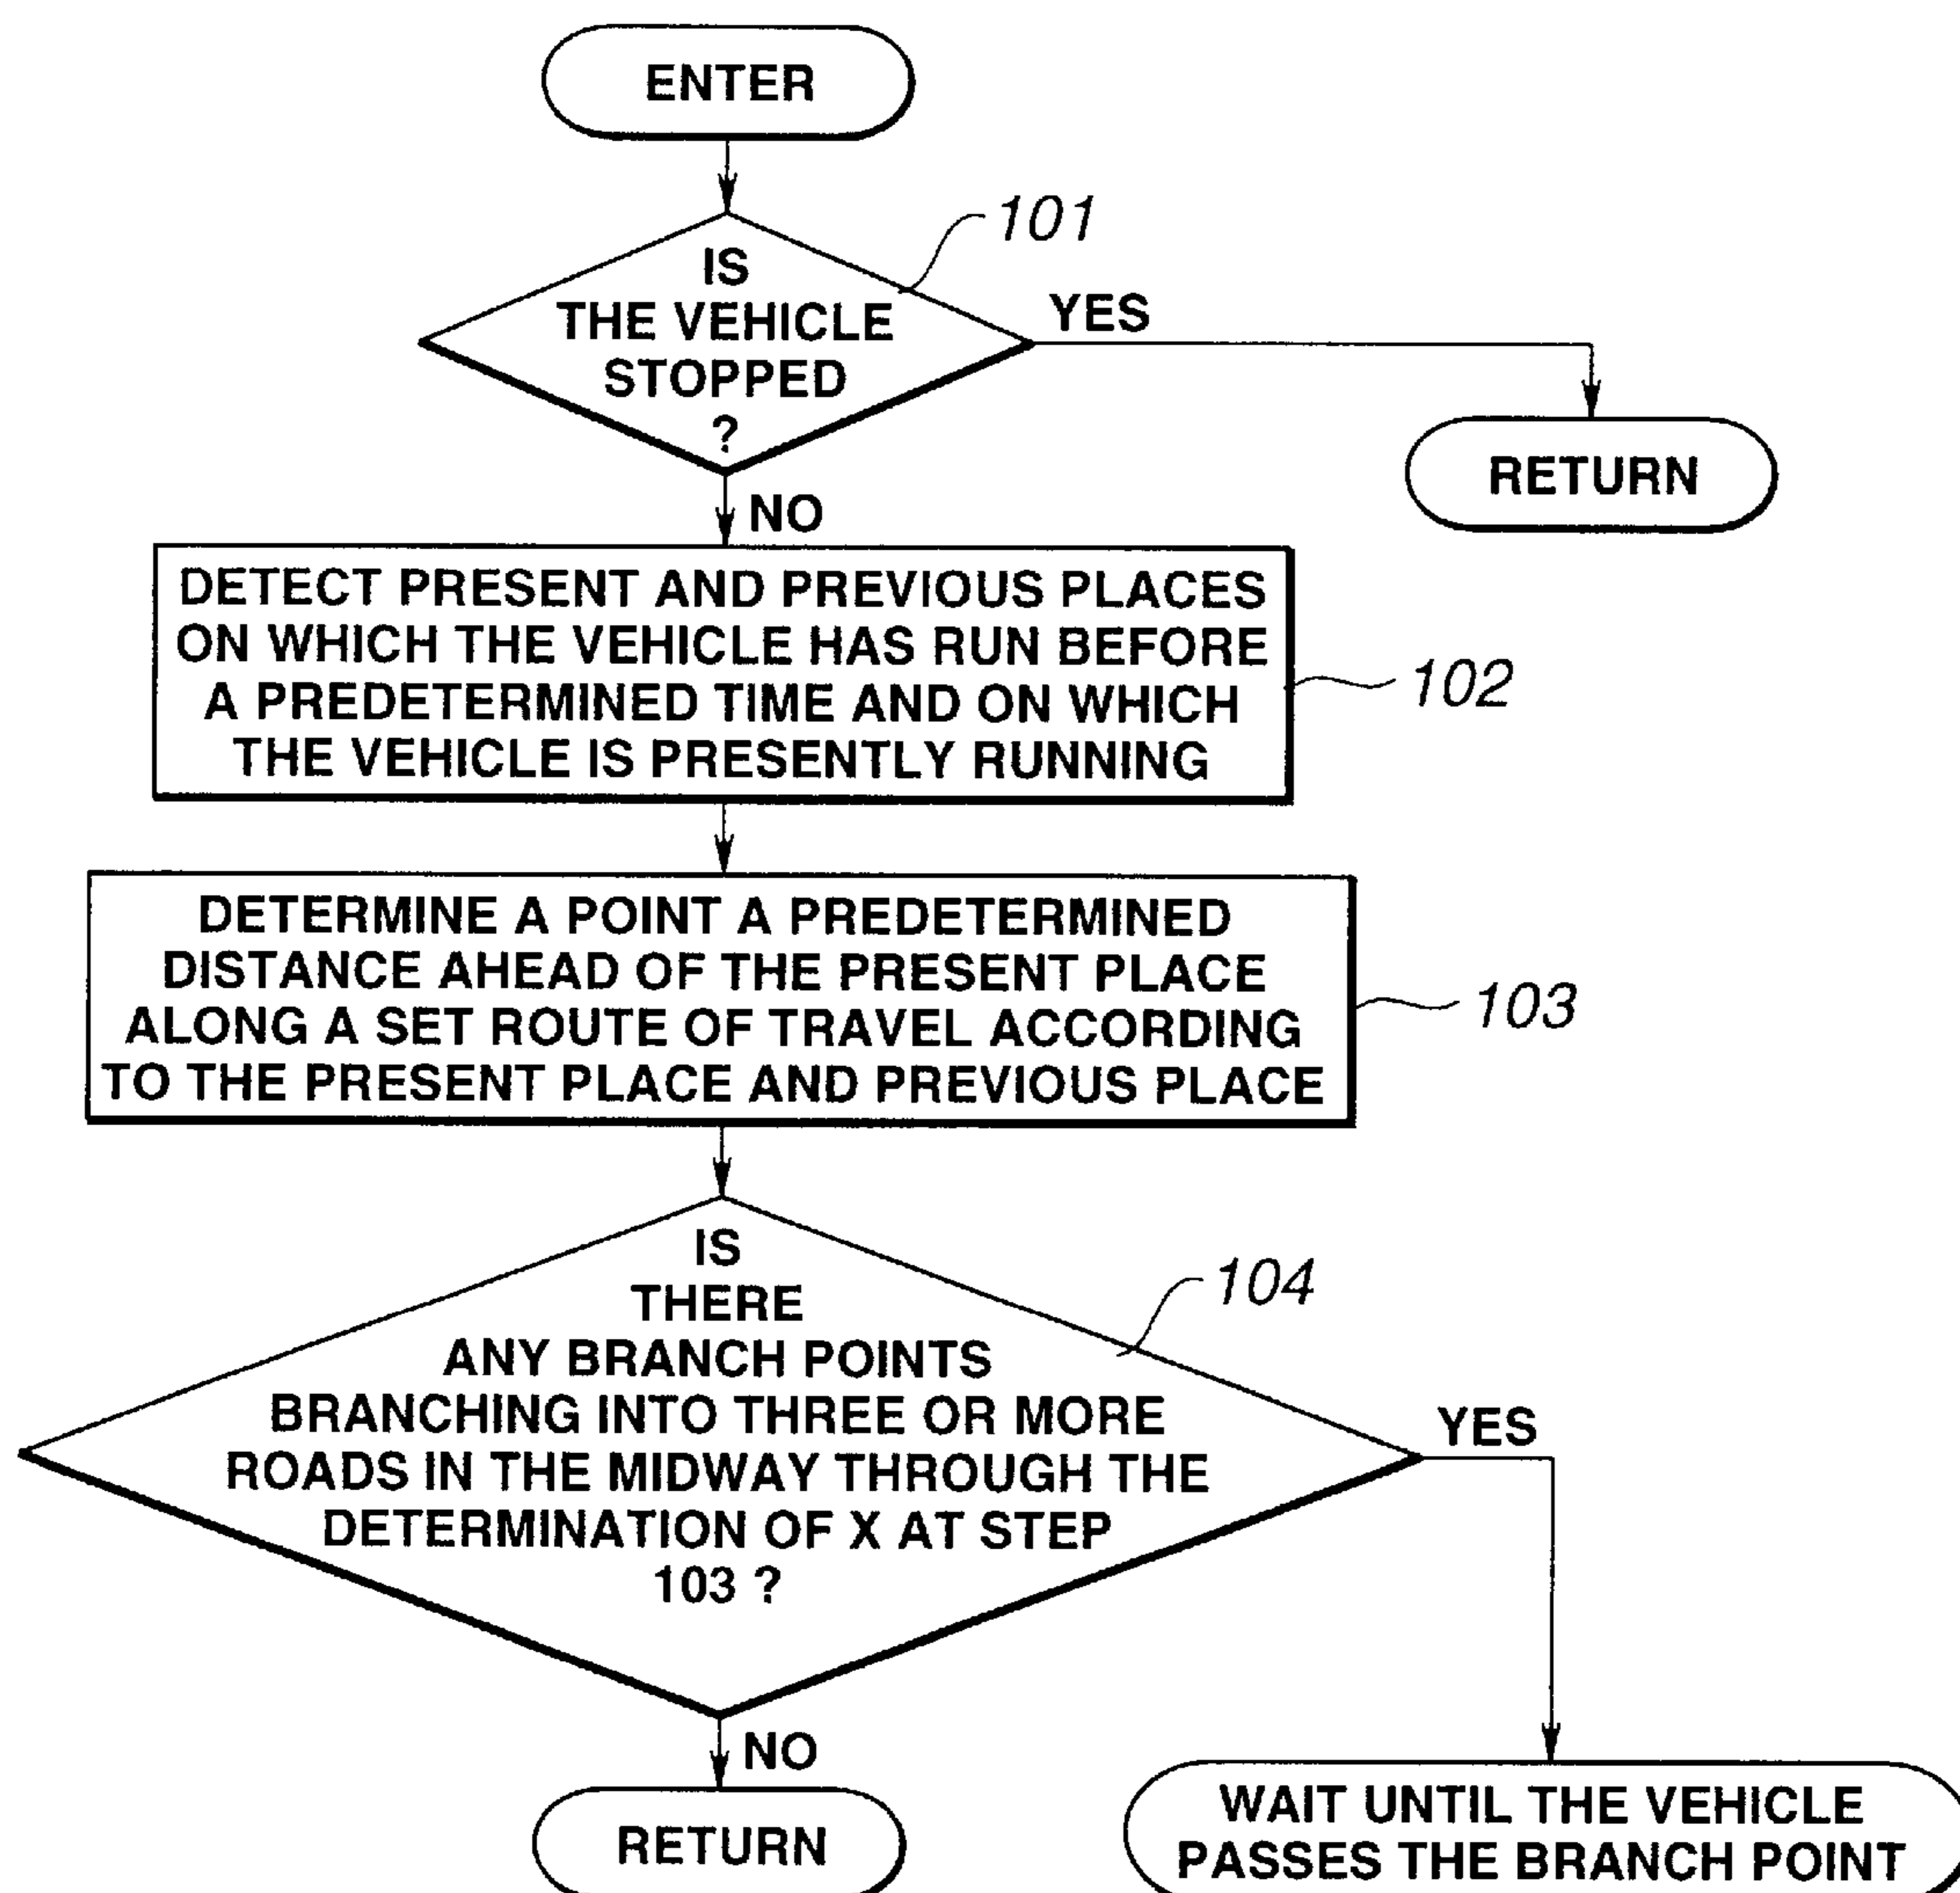 ENTER
101
IS
THE VEHICLE
STOPPED
?
YES
RETURN
NO
DETECT PRESENT AND PREVIOUS PLACES
ON WHICH THE VEHICLE HAS RUN BEFORE
A PREDETERMINED TIME AND ON WHICH
THE VEHICLE IS PRESENTLY RUNNING
102
DETERMINE A POINT A PREDETERMINED
DISTANCE AHEAD OF THE PRESENT PLACE
ALONG A SET ROUTE OF TRAVEL ACCORDING
TO THE PRESENT PLACE AND PREVIOUS PLACE
103
IS
THERE
ANY BRANCH POINTS
BRANCHING INTO THREE OR MORE
ROADS IN THE MIDWAY THROUGH THE
DETERMINATION OF X AT STEP
103 ?
104
YES
NO
RETURN
WAIT UNTIL THE VEHICLE
PASSES THE BRANCH POINT